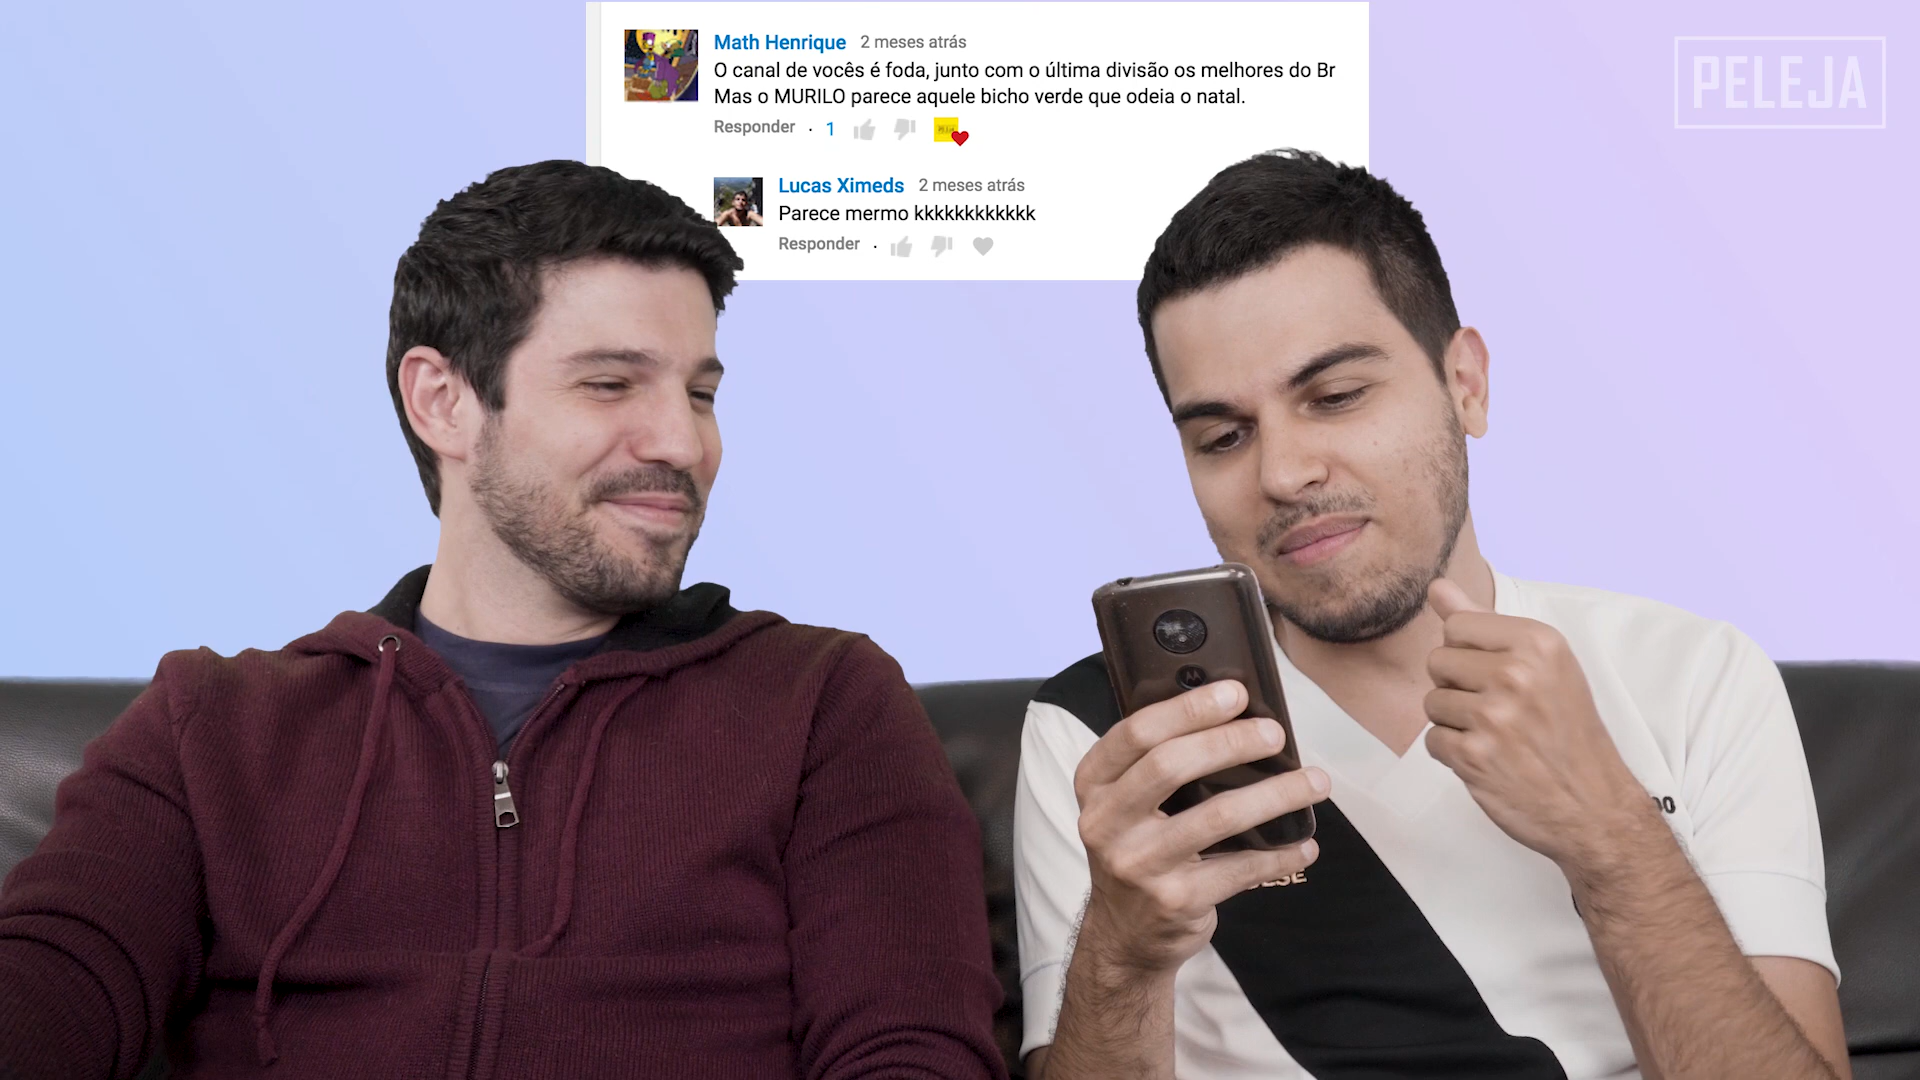 Math Henrique 2 meses atrás
O canal de vocês é foda, junto com o última divisão os melhores do Br
Mas o MURILO parece aquele bicho verde que odeia o natal.
Responder · 1
PELEJA
Lucas Ximeds 2 meses atrás
Parece mermo kkkkkkkkkkkk
Responder ·